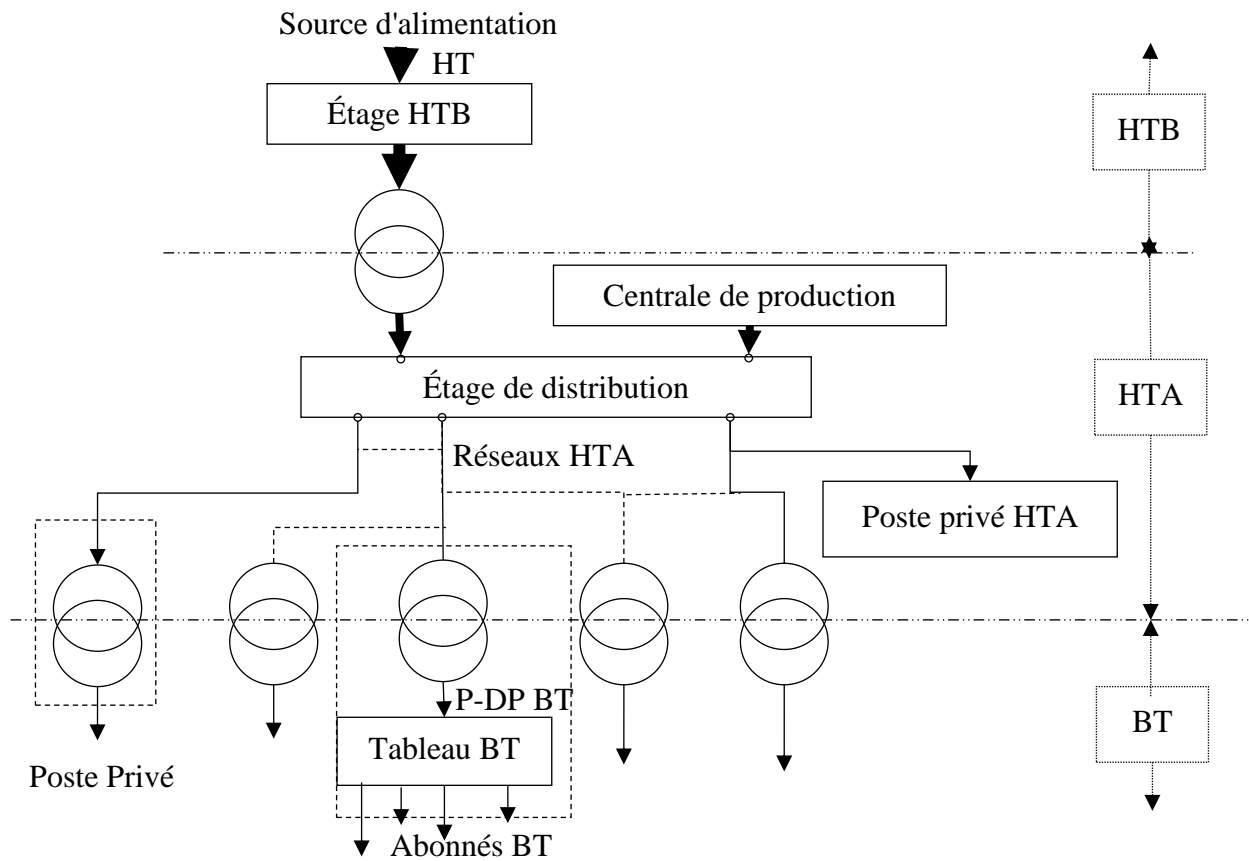 Source d'alimentation
HT
Étage HTB
HTB
Centrale de production
Étage de distribution
HTA
Réseaux HTA
Poste privé HTA
P-DP BT
Tableau BT
BT
Poste Privé
Abonnés BT